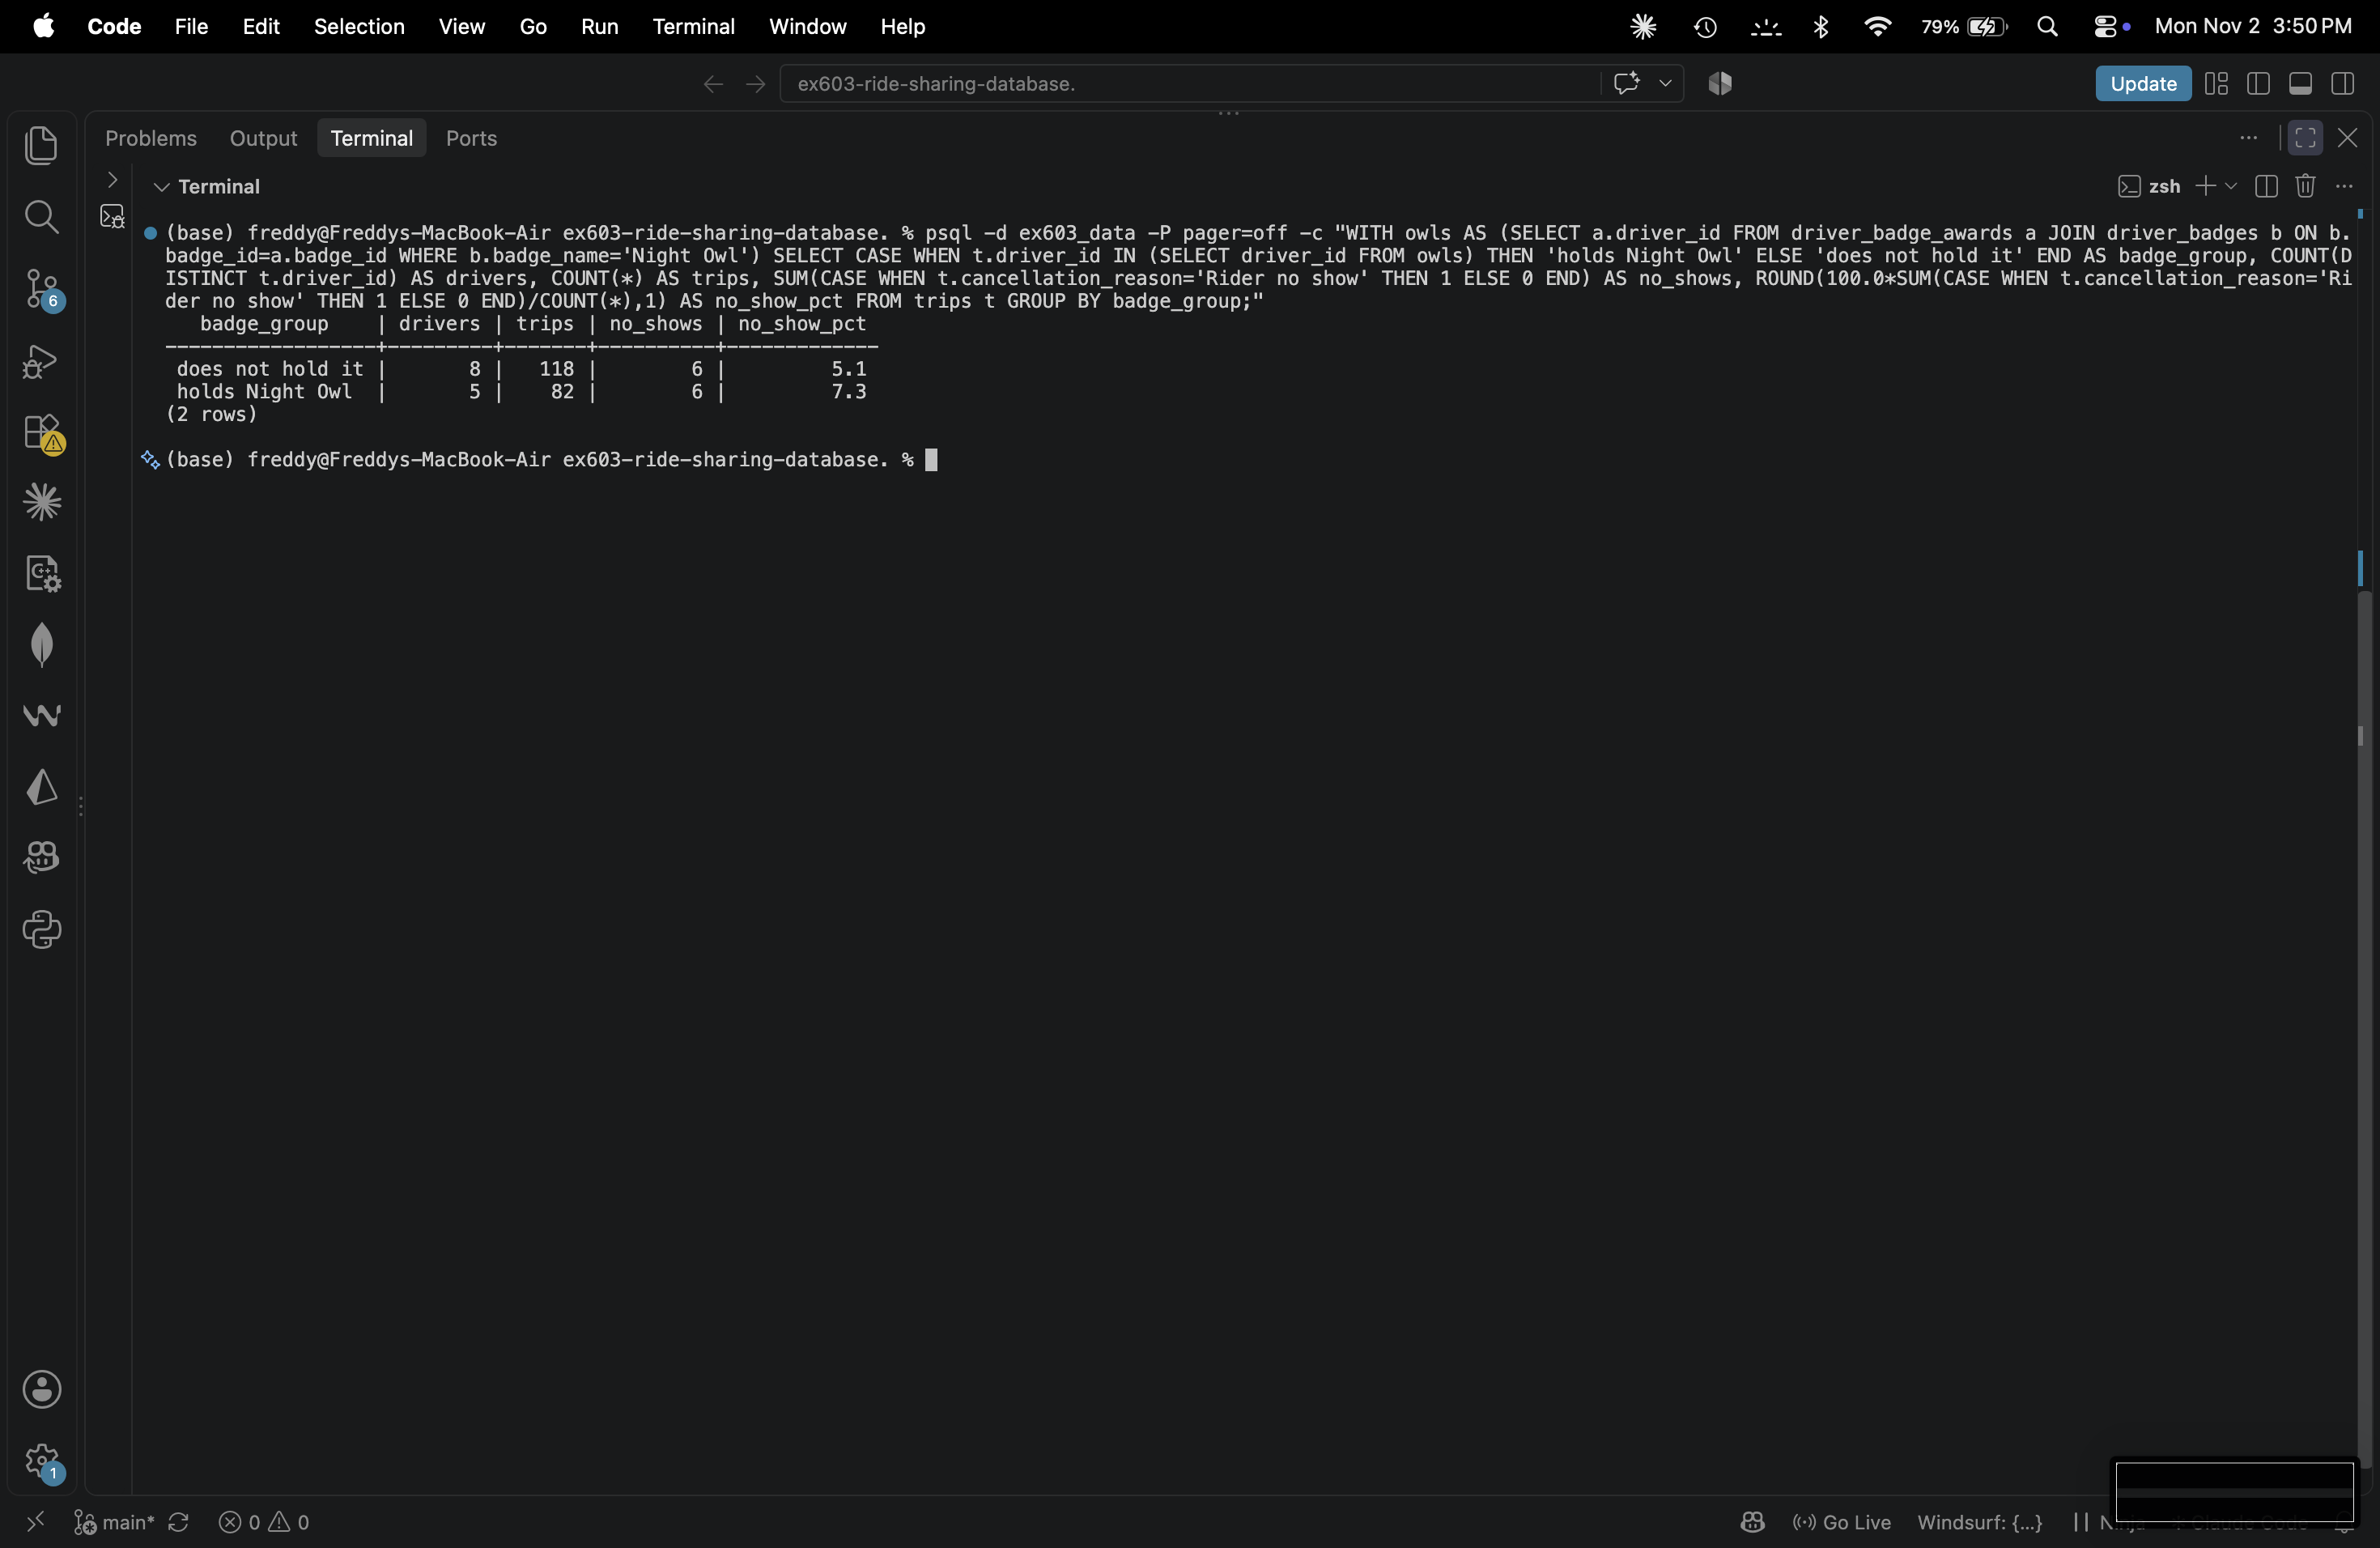 Code File Edit Selection View Go Run Terminal Window Help 79% Mon Nov 2 3:50 PM
ex603-ride-sharing-database. Update
Problems Output Terminal Ports
Terminal zsh
(base) freddy@Freddys-MacBook-Air ex603-ride-sharing-database. % psql -d ex603_data -P pager=off -c "WITH owls AS (SELECT a.driver_id FROM driver_badge_awards a JOIN driver_badges b ON b.
badge_id=a.badge_id WHERE b.badge_name='Night Owl') SELECT CASE WHEN t.driver_id IN (SELECT driver_id FROM owls) THEN 'holds Night Owl' ELSE 'does not hold it' END AS badge_group, COUNT(D
ISTINCT t.driver_id) AS drivers, COUNT(*) AS trips, SUM(CASE WHEN t.cancellation_reason='Rider no show' THEN 1 ELSE 0 END) AS no_shows, ROUND(100.0*SUM(CASE WHEN t.cancellation_reason='Ri
der no show' THEN 1 ELSE 0 END)/COUNT(*),1) AS no_show_pct FROM trips t GROUP BY badge_group;"
badge_group | drivers | trips | no_shows | no_show_pct
------------------+---------+-------+----------+-------------
does not hold it | 8 | 118 | 6 | 5.1
holds Night Owl | 5 | 82 | 6 | 7.3
(2 rows)
(base) freddy@Freddys-MacBook-Air ex603-ride-sharing-database. %
6
C+
1
main* 0 0 Go Live Windsurf: {...} Claude Code